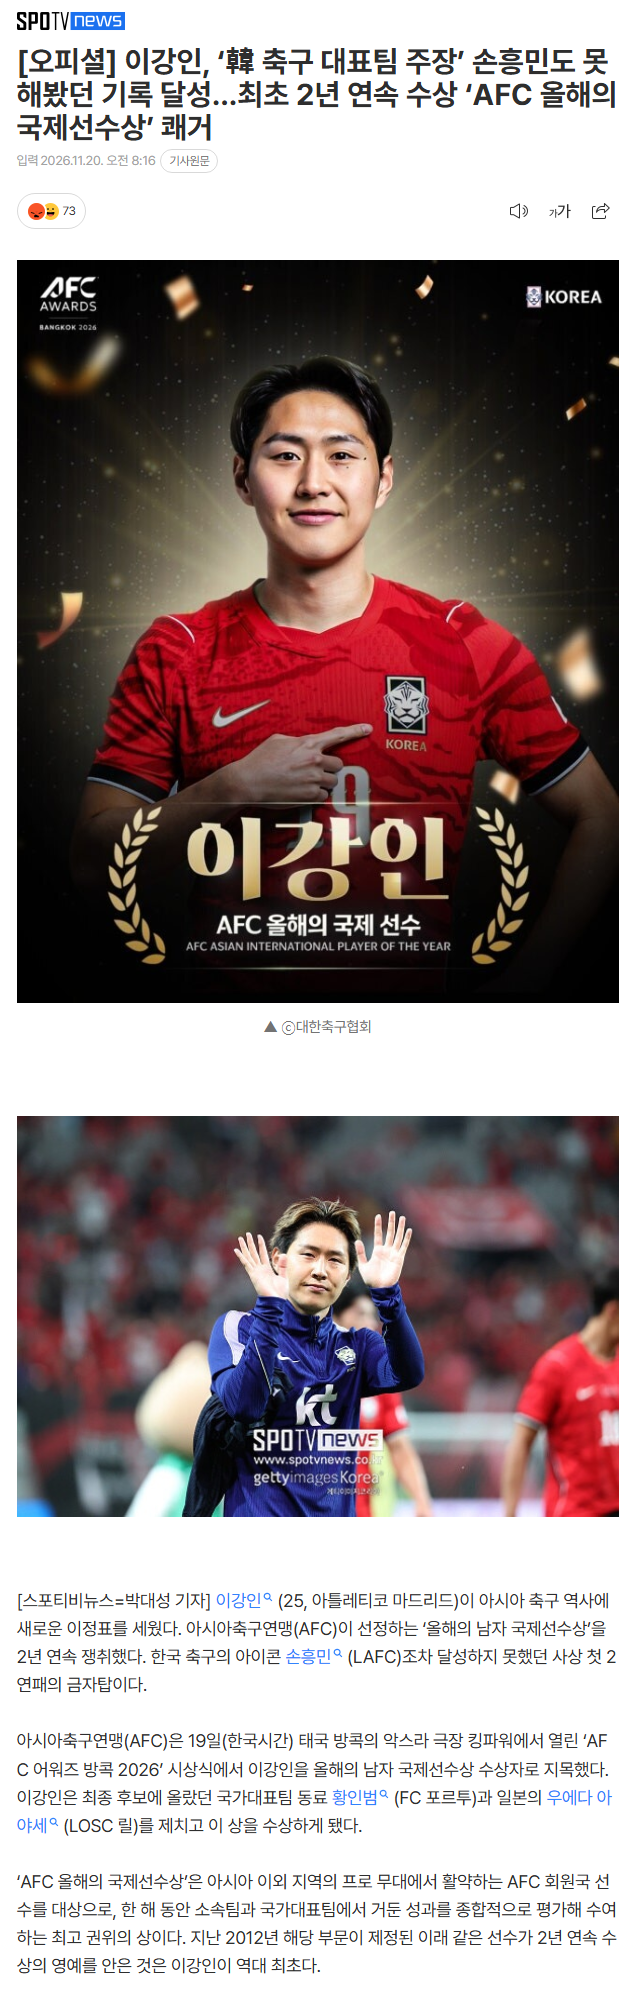 SPOTV news
[오피셜] 이강인, ‘韓 축구 대표팀 주장’ 손흥민도 못
해봤던 기록 달성…최초 2년 연속 수상 ‘AFC 올해의
국제선수상’ 쾌거
입력 2026.11.20. 오전 8:16 기사원문
73
가가
AFC
AWARDS
BANGKOK 2026
KOREA
KOREA
19
이강인
AFC 올해의 국제 선수
AFC ASIAN INTERNATIONAL PLAYER OF THE YEAR
▲ ⓒ대한축구협회
kt
SPOTV news
www.spotvnews.co.kr
gettyimagesKorea
게티이미지코리아
[스포티비뉴스=박대성 기자] 이강인 (25, 아틀레티코 마드리드)이 아시아 축구 역사에
새로운 이정표를 세웠다. 아시아축구연맹(AFC)이 선정하는 ‘올해의 남자 국제선수상’을
2년 연속 쟁취했다. 한국 축구의 아이콘 손흥민 (LAFC)조차 달성하지 못했던 사상 첫 2
연패의 금자탑이다.
아시아축구연맹(AFC)은 19일(한국시간) 태국 방콕의 악스라 극장 킹파워에서 열린 ‘AF
C 어워즈 방콕 2026’ 시상식에서 이강인을 올해의 남자 국제선수상 수상자로 지목했다.
이강인은 최종 후보에 올랐던 국가대표팀 동료 황인범 (FC 포르투)과 일본의 우에다 아
야세 (LOSC 릴)를 제치고 이 상을 수상하게 됐다.
‘AFC 올해의 국제선수상’은 아시아 이외 지역의 프로 무대에서 활약하는 AFC 회원국 선
수를 대상으로, 한 해 동안 소속팀과 국가대표팀에서 거둔 성과를 종합적으로 평가해 수여
하는 최고 권위의 상이다. 지난 2012년 해당 부문이 제정된 이래 같은 선수가 2년 연속 수
상의 영예를 안은 것은 이강인이 역대 최초다.